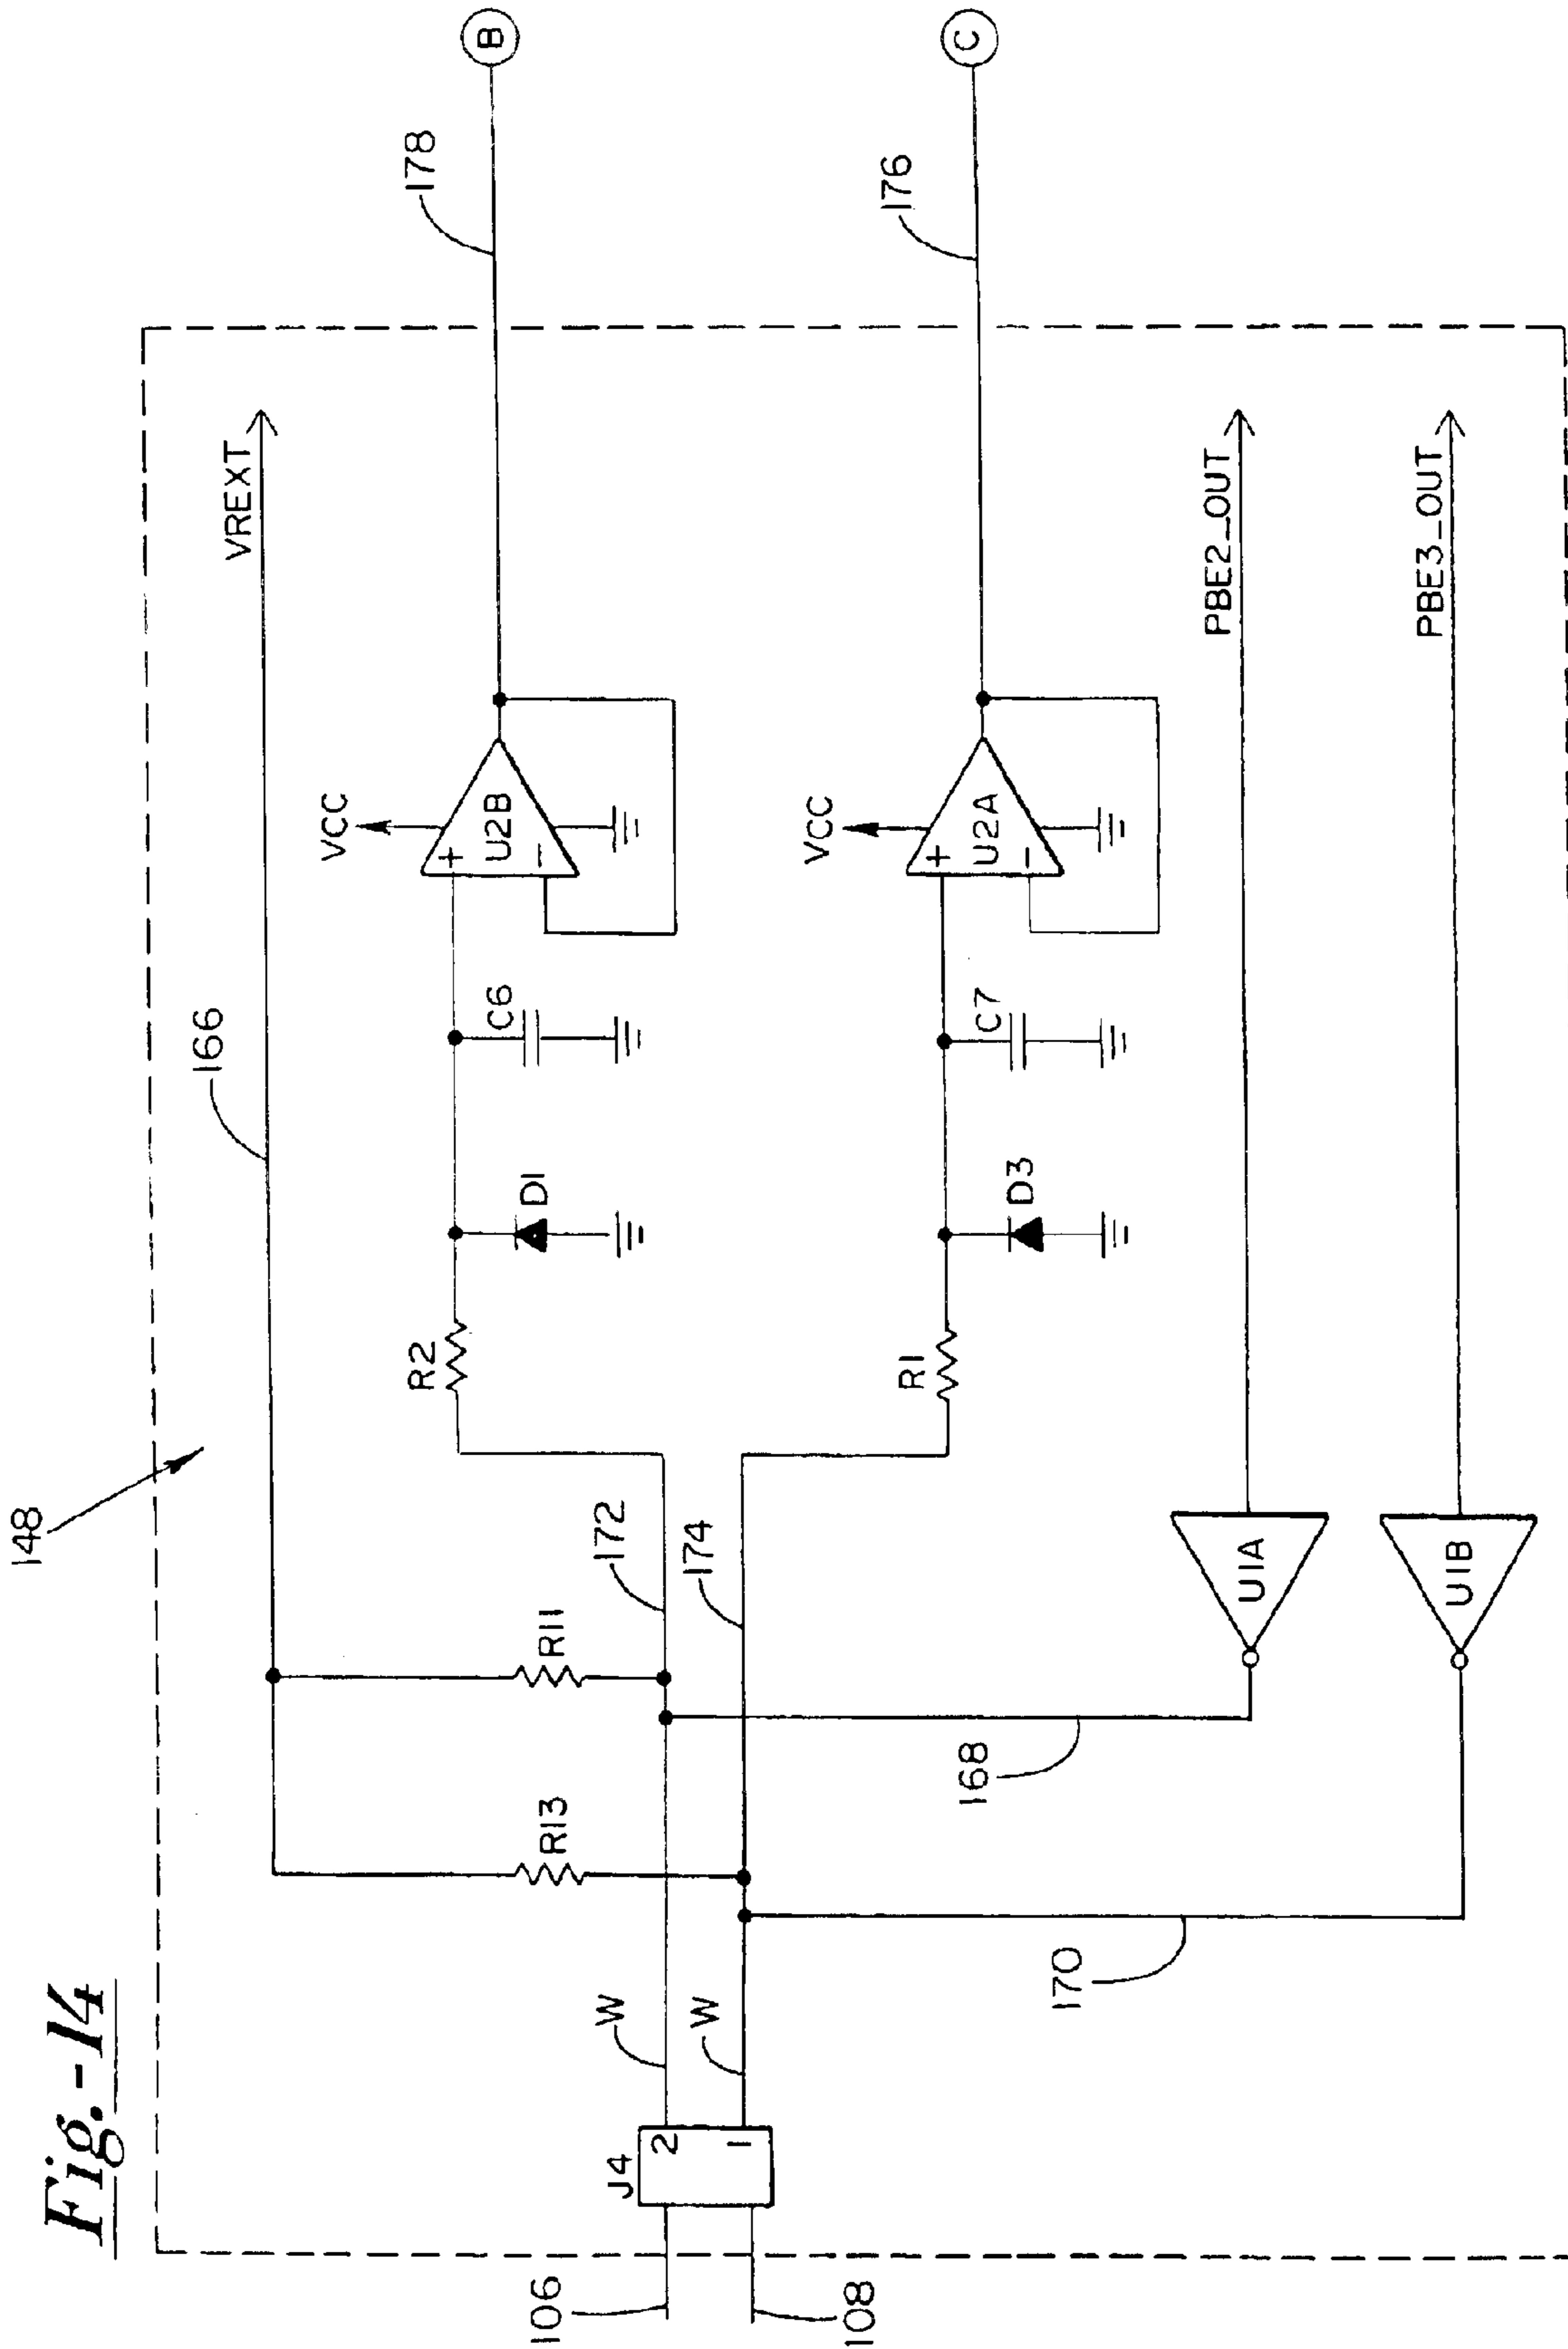 Fig.-14
148
166
VREXT
R13
R11
R2
D1
C6
VCC
+
U2B
-
178
B
106
J4
2
W
172
108
1
W
174
R1
D3
C7
VCC
+
U2A
-
176
C
168
U1A
PBE2_OUT
170
U1B
PBE3_OUT